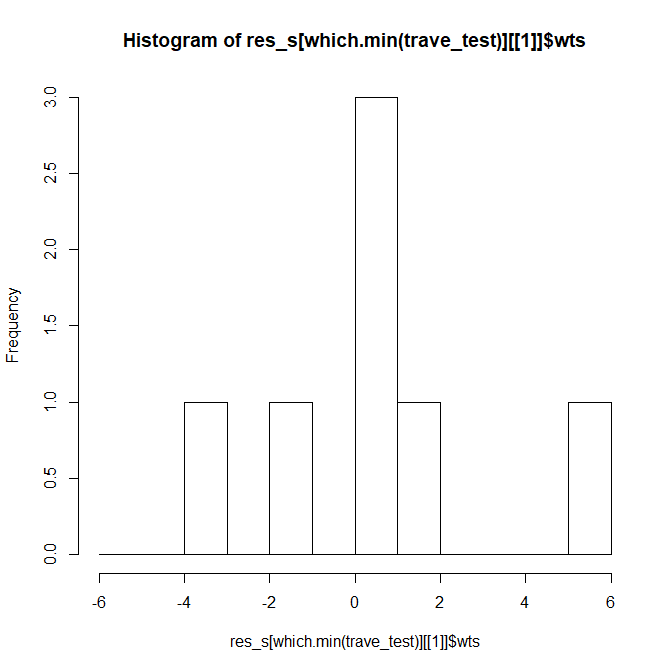 Histogram of res_s[which.min(trave_test)][[1]]$wts
Frequency
3.0
2.5
2.0
1.5
1.0
0.5
0.0
-6 -4 -2 0 2 4 6
res_s[which.min(trave_test)][[1]]$wts